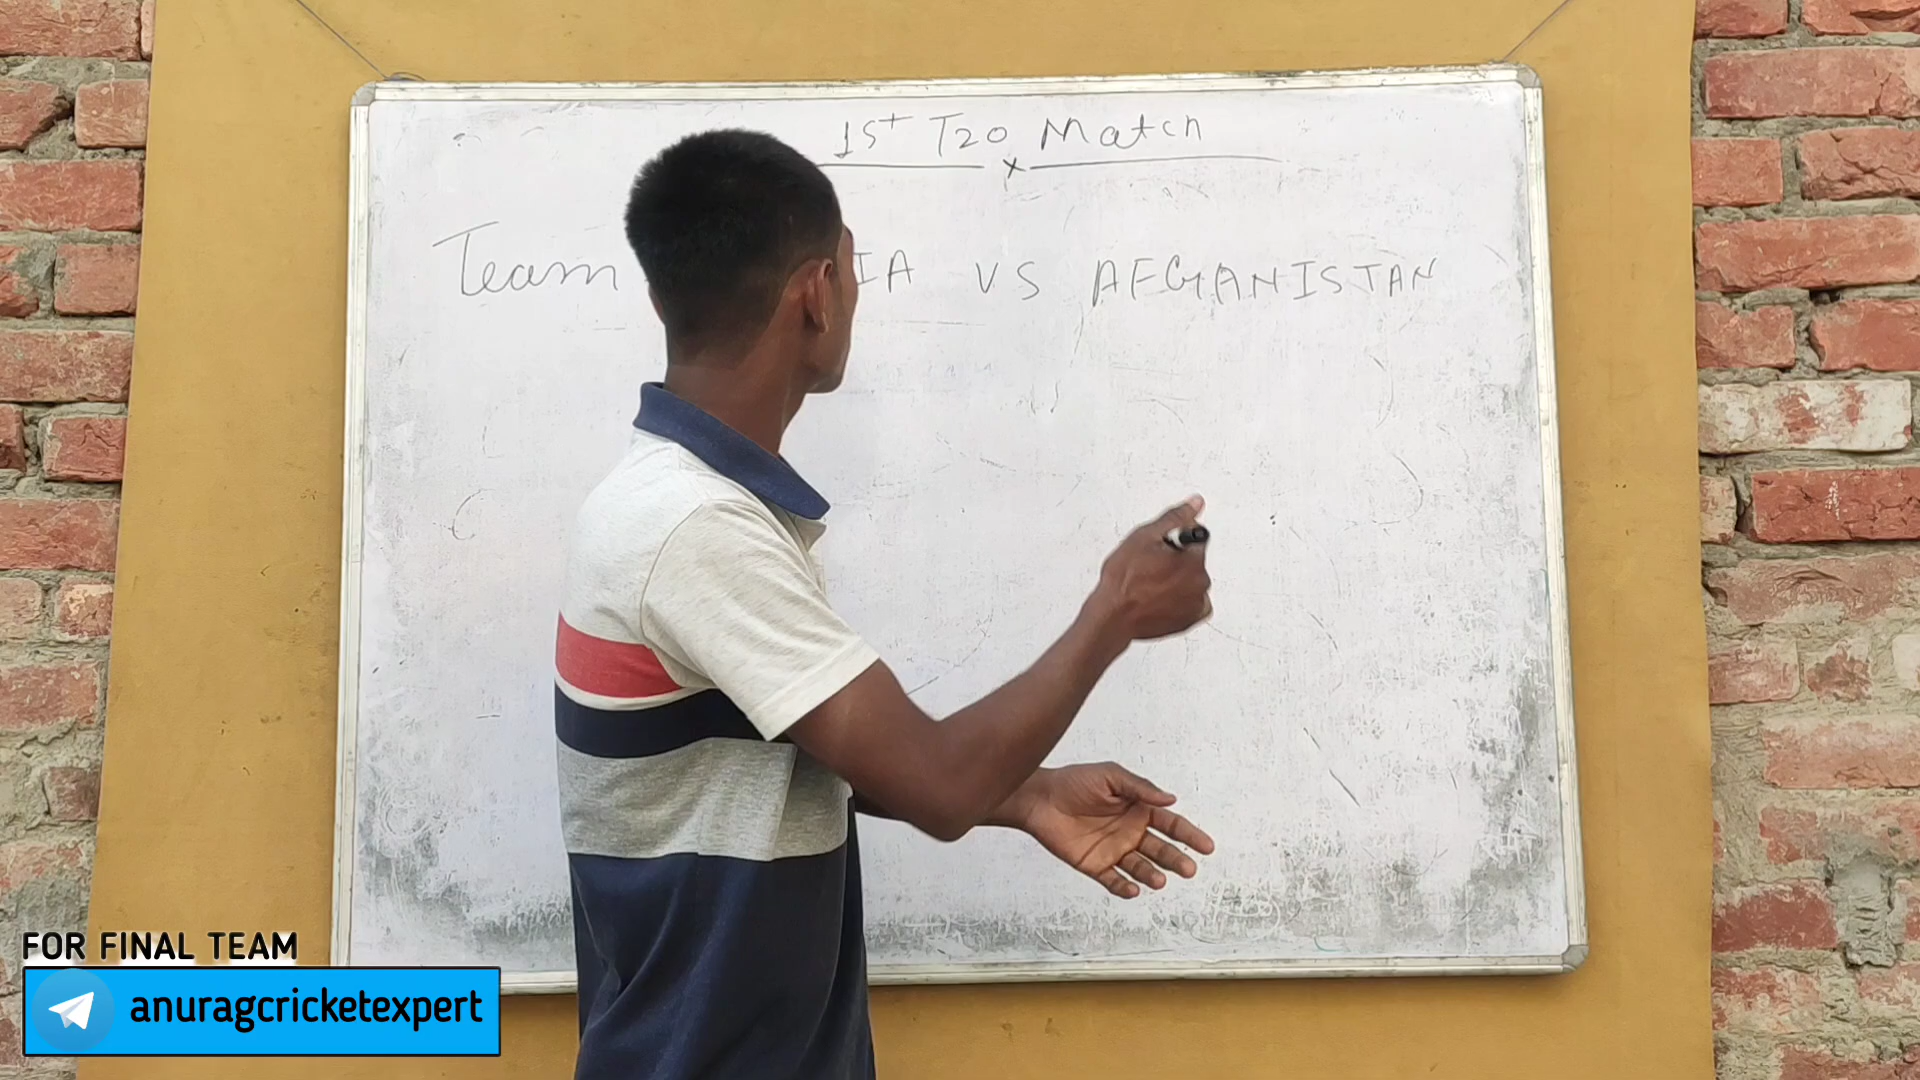 1st T20 Match
x
Team IA VS AFGANISTAN
FOR FINAL TEAM
anuragcricketexpert